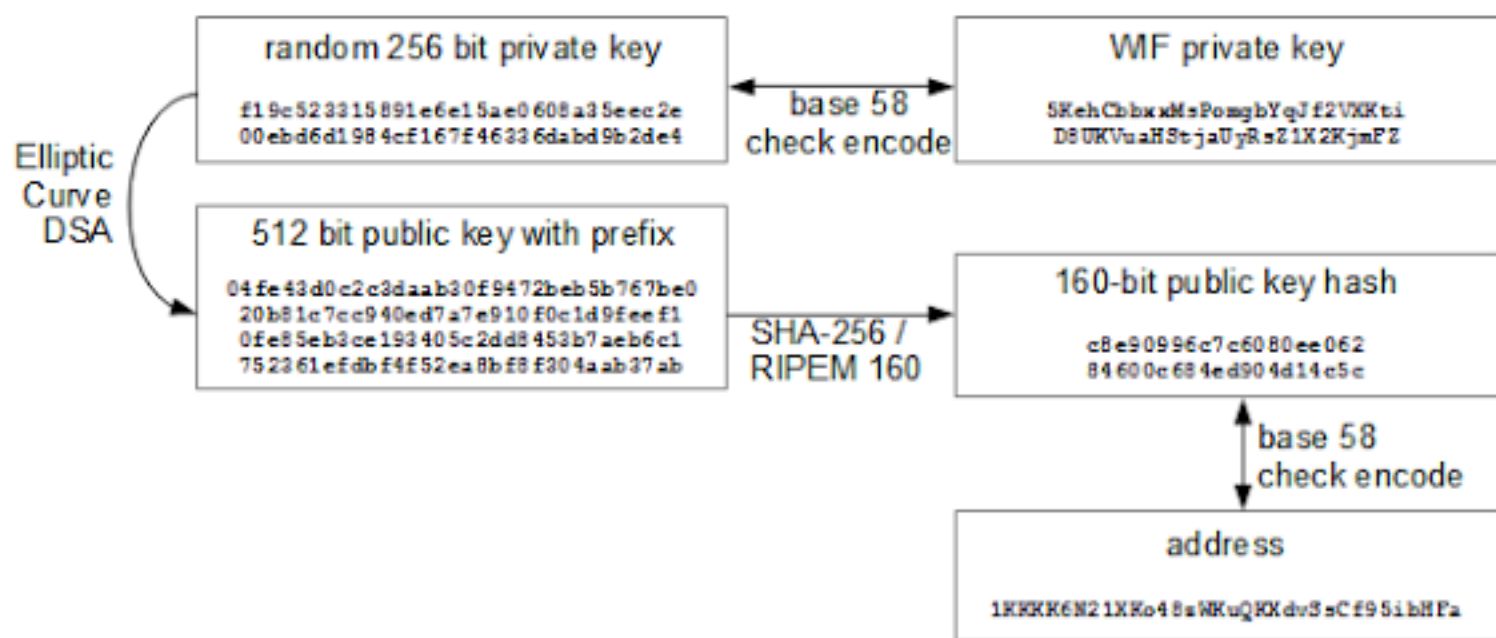 random 256 bit private key
f19c523315891e6e15ae0608a35eec2e
00ebd6d1984cf167f46336dabd9b2de4
base 58
check encode
WIF private key
5KehCbbxxMsPomgbYqJf2VXKti
D8UKVuaHStjaUyRsZ1X2KjmFZ
Elliptic
Curve
DSA
512 bit public key with prefix
04fe43d0c2c3daab30f9472beb5b767be0
20b81c7cc940ed7a7e910f0c1d9feef1
0fe85eb3ce193405c2dd8453b7aeb6c1
752361efdbf4f52ea8bf8f304aab37ab
SHA-256 /
RIPEM 160
160-bit public key hash
c8e90996c7c6080ee062
84600c684ed904d14c5c
base 58
check encode
address
1KKKK6N21XKo48sWKuQKXdvSsCf95ibHFa